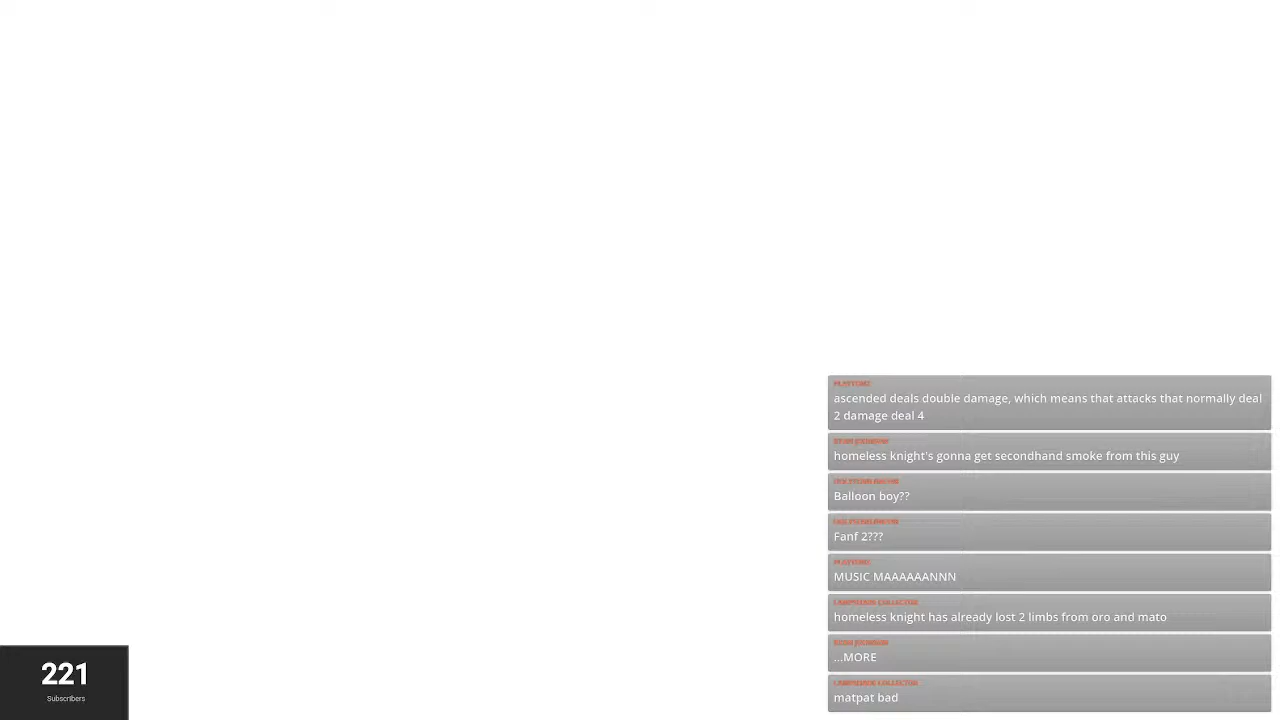 ascended deals double damage, which means that attacks that normally deal
2 damage deal 4
homeless knight's gonna get secondhand smoke from this guy
Balloon boy??
Fanf 2???
MUSIC MAAAAAANNN
homeless knight has already lost 2 limbs from oro and mato
...MORE
matpat bad
221
Subscribers